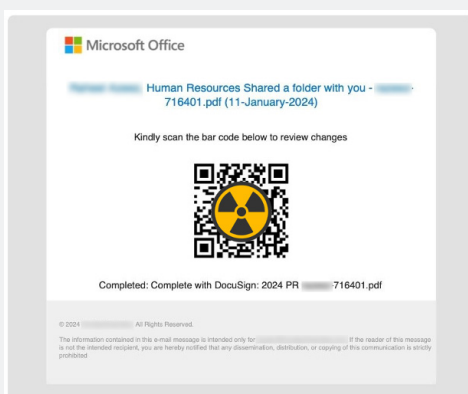 Microsoft Office
Human Resources Shared a folder with you -
716401.pdf (11-January-2024)
Kindly scan the bar code below to review changes
Completed: Complete with DocuSign: 2024 PR 716401.pdf
© 2024 All Rights Reserved.
The information contained in this e-mail message is intended only for If the reader of this message
is not the intended recipient, you are hereby notified that any dissemination, distribution, or copying of this communication is strictly
prohibited